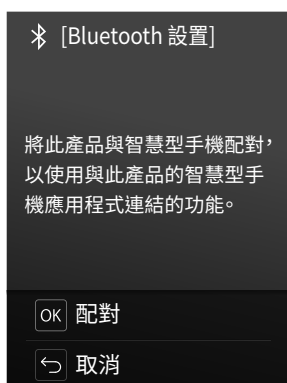 [Bluetooth 設置]
將此產品與智慧型手機配對，
以使用與此產品的智慧型手
機應用程式連結的功能。
OK 配對
取消